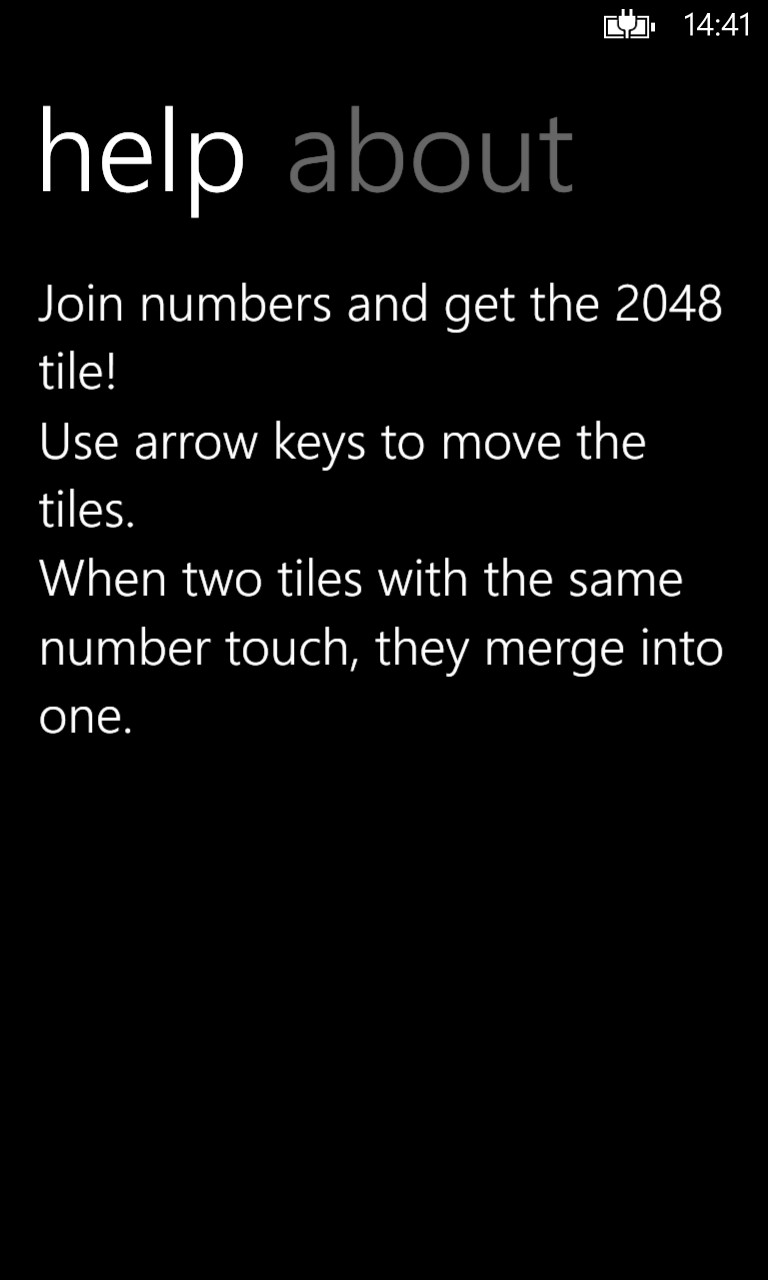 14:41
help about
Join numbers and get the 2048
tile!
Use arrow keys to move the
tiles.
When two tiles with the same
number touch, they merge into
one.